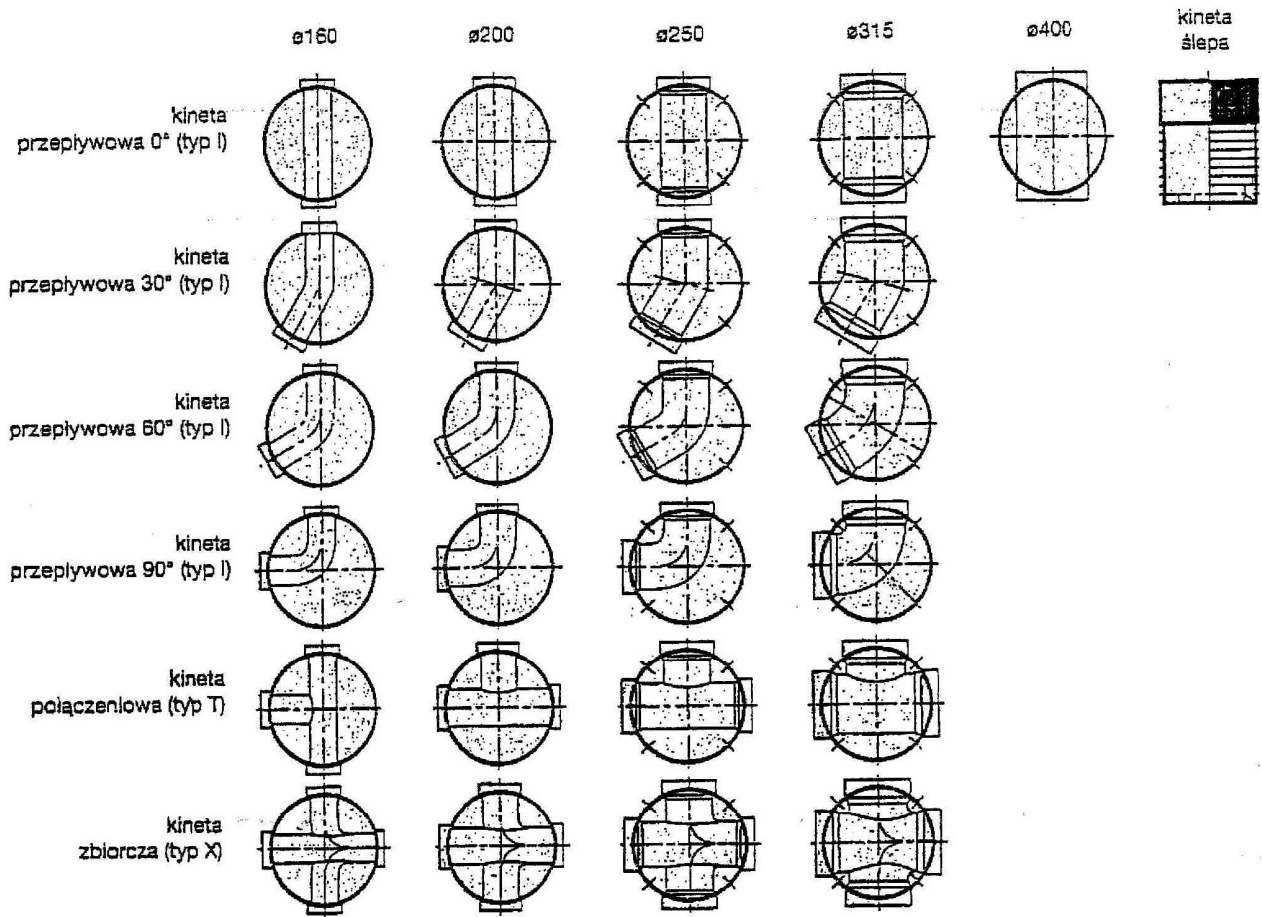 ø160 ø200 ø250 ø315 ø400 kineta
ślepa
kineta
przepływowa 0° (typ I)
kineta
przepływowa 30° (typ I)
kineta
przepływowa 60° (typ I)
kineta
przepływowa 90° (typ I)
kineta
połączeniowa (typ T)
kineta
zbiorcza (typ X)